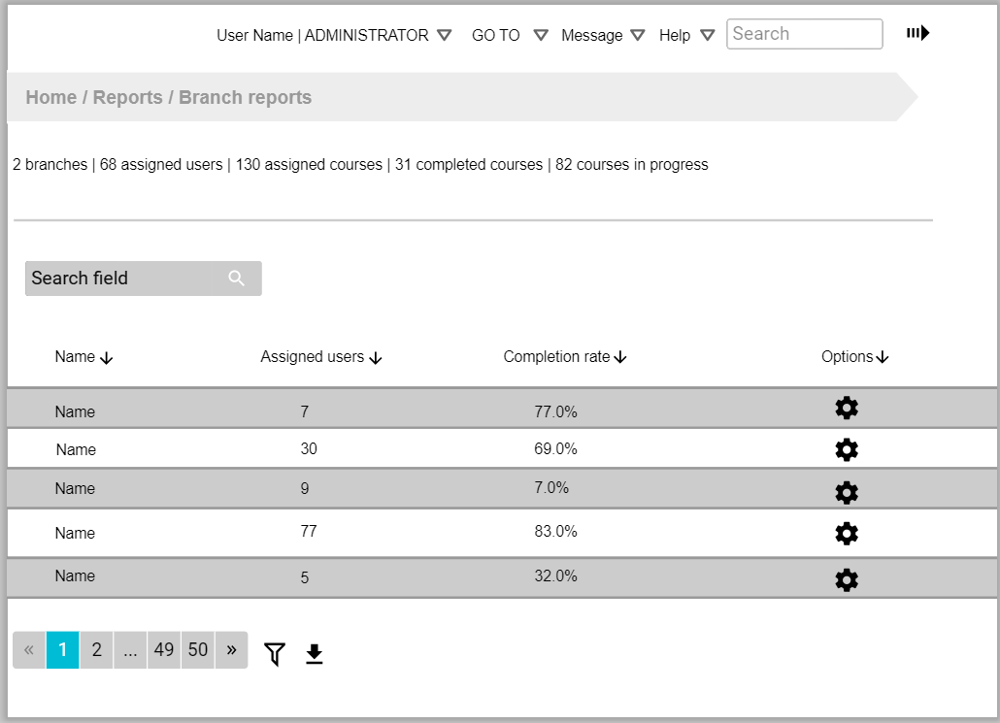 User Name | ADMINISTRATOR GO TO Message Help Search
Home / Reports / Branch reports
2 branches | 68 assigned users | 130 assigned courses | 31 completed courses | 82 courses in progress
Search field
Name Assigned users Completion rate Options
Name 7 77.0%
Name 30 69.0%
Name 9 7.0%
Name 77 83.0%
Name 5 32.0%
« 1 2 ... 49 50 »